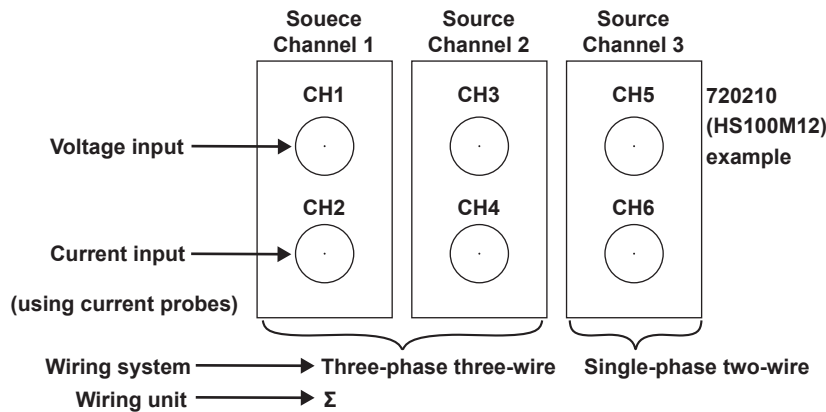 Souece
Channel 1
Source
Channel 2
Source
Channel 3
CH1
CH3
CH5
720210
(HS100M12)
example
Voltage input
CH2
CH4
CH6
Current input
(using current probes)
Wiring system
Three-phase three-wire
Single-phase two-wire
Wiring unit
Σ